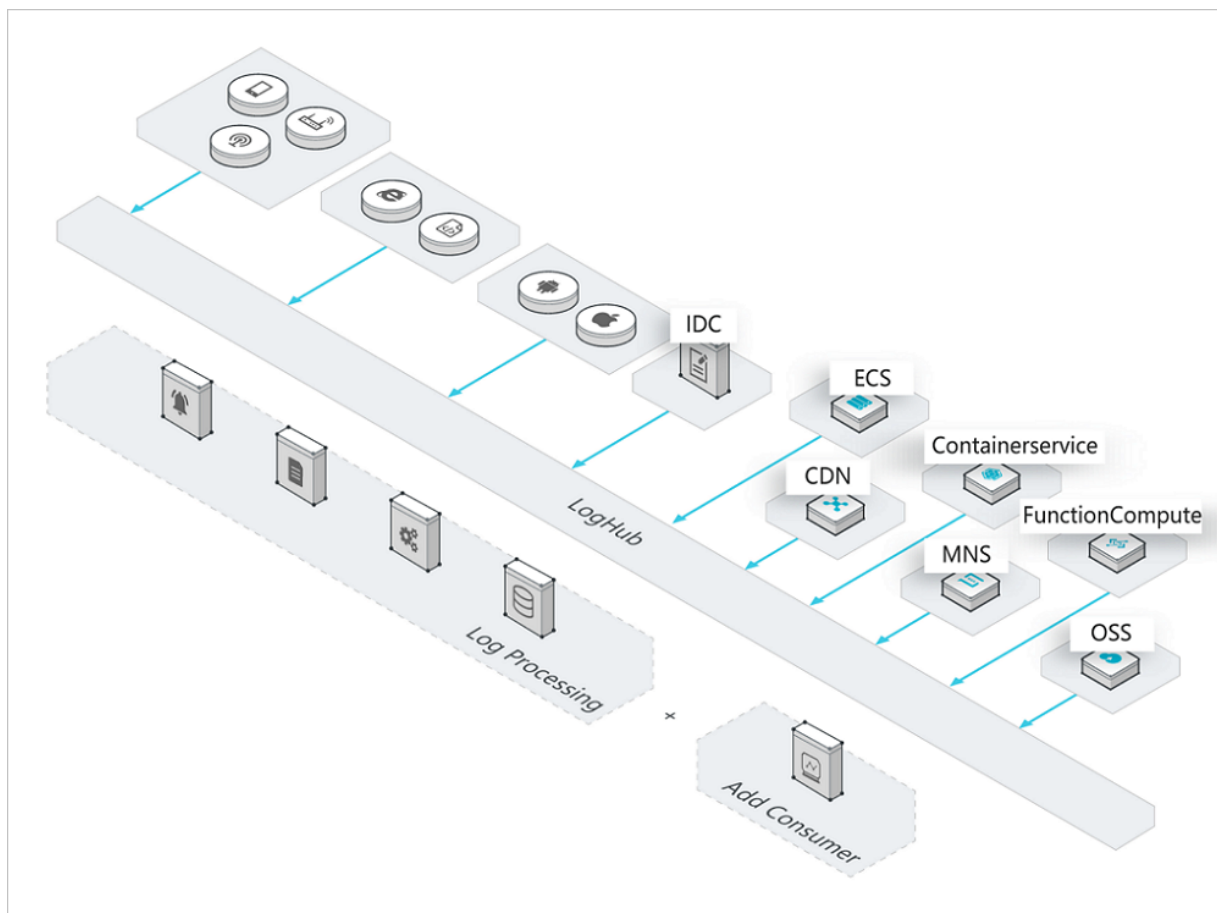 IDC
ECS
Containerservice
CDN
FunctionCompute
LogHub
MNS
OSS
Log Processing
+
Add Consumer